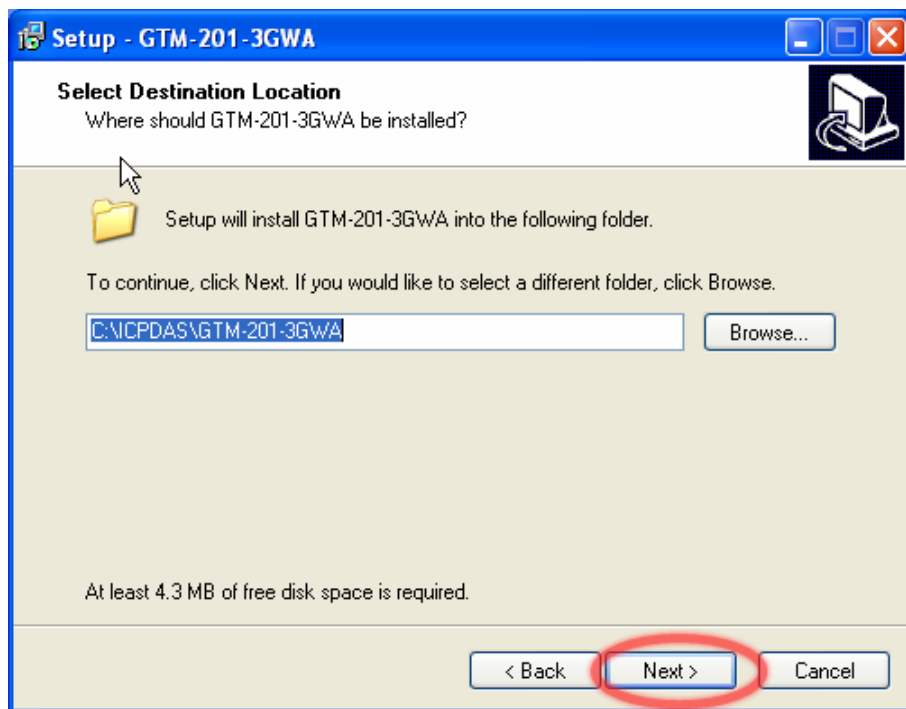 Setup - GTM-201-3GWA
Select Destination Location
Where should GTM-201-3GWA be installed?
Setup will install GTM-201-3GWA into the following folder.
To continue, click Next. If you would like to select a different folder, click Browse.
C:\ICPDAS\GTM-201-3GWA
Browse...
At least 4.3 MB of free disk space is required.
< Back
Next >
Cancel